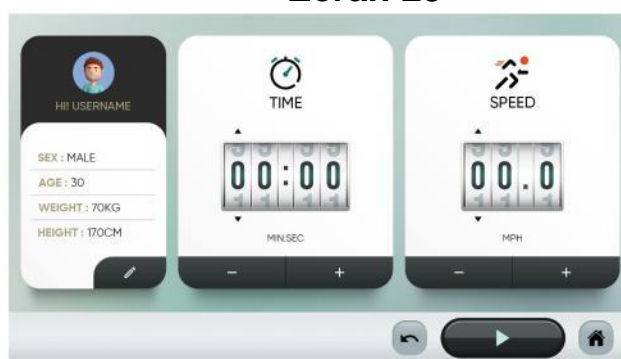 HI! USERNAME
SEX : MALE
AGE : 30
WEIGHT : 70KG
HEIGHT : 170CM
TIME
00:00
MIN:SEC
-
+
SPEED
00.0
MPH
-
+